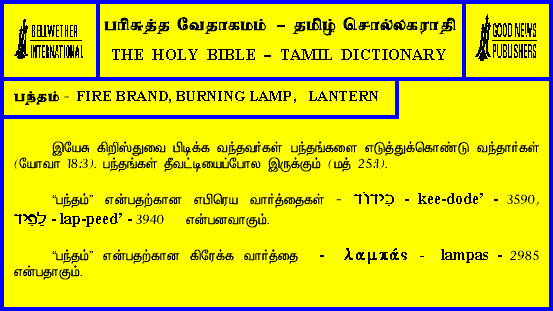 BELLWETHER
INTERNATIONAL
பரிசுத்த வேதாகமம் – தமிழ் சொல்லகராதி
THE HOLY BIBLE – TAMIL DICTIONARY
GOOD NEWS
PUBLISHERS
பந்தம் - FIRE BRAND, BURNING LAMP, LANTERN
இயேசு கிறிஸ்துவை பிடிக்க வந்தவர்கள் பந்தங்களை எடுத்துக்கொண்டு வந்தார்கள்
(யோவா 18:3). பந்தங்கள் தீவட்டியைப்போல இருக்கும் (மத் 25:1).
“பந்தம்” என்பதற்கான எபிரெய வார்த்தைகள் - כִּידוֹד - kee-dode’ - 3590,
לַפִּיד - lap-peed’ - 3940 என்பனவாகும்.
“பந்தம்” என்பதற்கான கிரேக்க வார்த்தை - λαμπάς - lampas - 2985
என்பதாகும்.